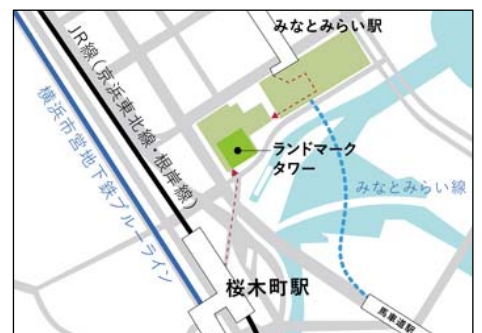 みなとみらい駅
JR線(京浜東北線・根岸線)
横浜市営地下鉄ブルーライン
ランドマーク
タワー
みなとみらい線
桜木町駅
馬車道駅